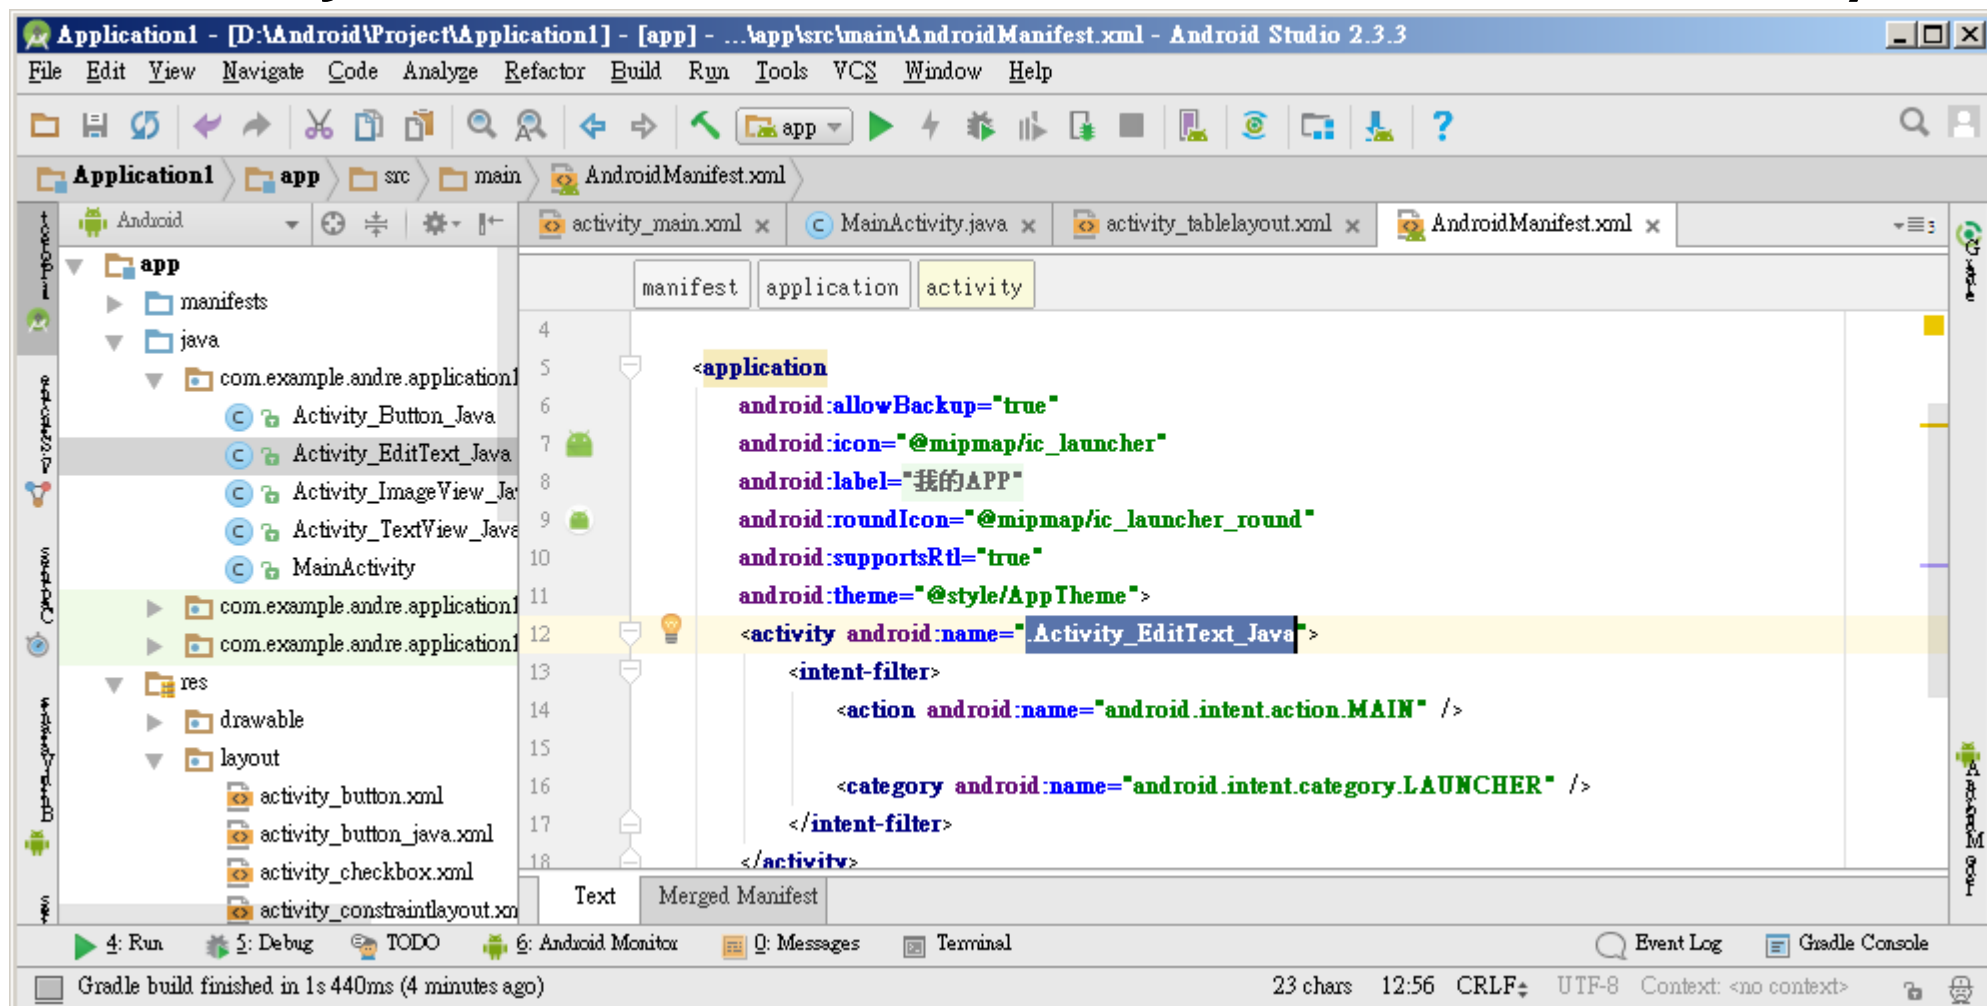 Application1 - [D:\Android\Project\Application1] - [app] - ...\app\src\main\AndroidManifest.xml - Android Studio 2.3.3
File Edit View Navigate Code Analyze Refactor Build Run Tools VCS Window Help
app
Application1 app src main AndroidManifest.xml
Android
activity_main.xml MainActivity.java activity_tablelayout.xml AndroidManifest.xml
app
manifests
java
com.example.andre.application1
Activity_Button_Java
Activity_EditText_Java
Activity_ImageView_Ja
Activity_TextView_Java
MainActivity
com.example.andre.application1
com.example.andre.application1
res
drawable
layout
activity_button.xml
activity_button_java.xml
activity_checkbox.xml
activity_constraintlayout.xm
manifest application activity
4
5 <application
6 android:allowBackup="true"
7 android:icon="@mipmap/ic_launcher"
8 android:label="我的APP"
9 android:roundIcon="@mipmap/ic_launcher_round"
10 android:supportsRtl="true"
11 android:theme="@style/AppTheme">
12 <activity android:name=".Activity_EditText_Java">
13 <intent-filter>
14 <action android:name="android.intent.action.MAIN" />
15
16 <category android:name="android.intent.category.LAUNCHER" />
17 </intent-filter>
18 </activity>
Text Merged Manifest
4: Run 5: Debug TODO 6: Android Monitor 0: Messages Terminal Event Log Gradle Console
Gradle build finished in 1s 440ms (4 minutes ago) 23 chars 12:56 CRLF UTF-8 Context: <no context>